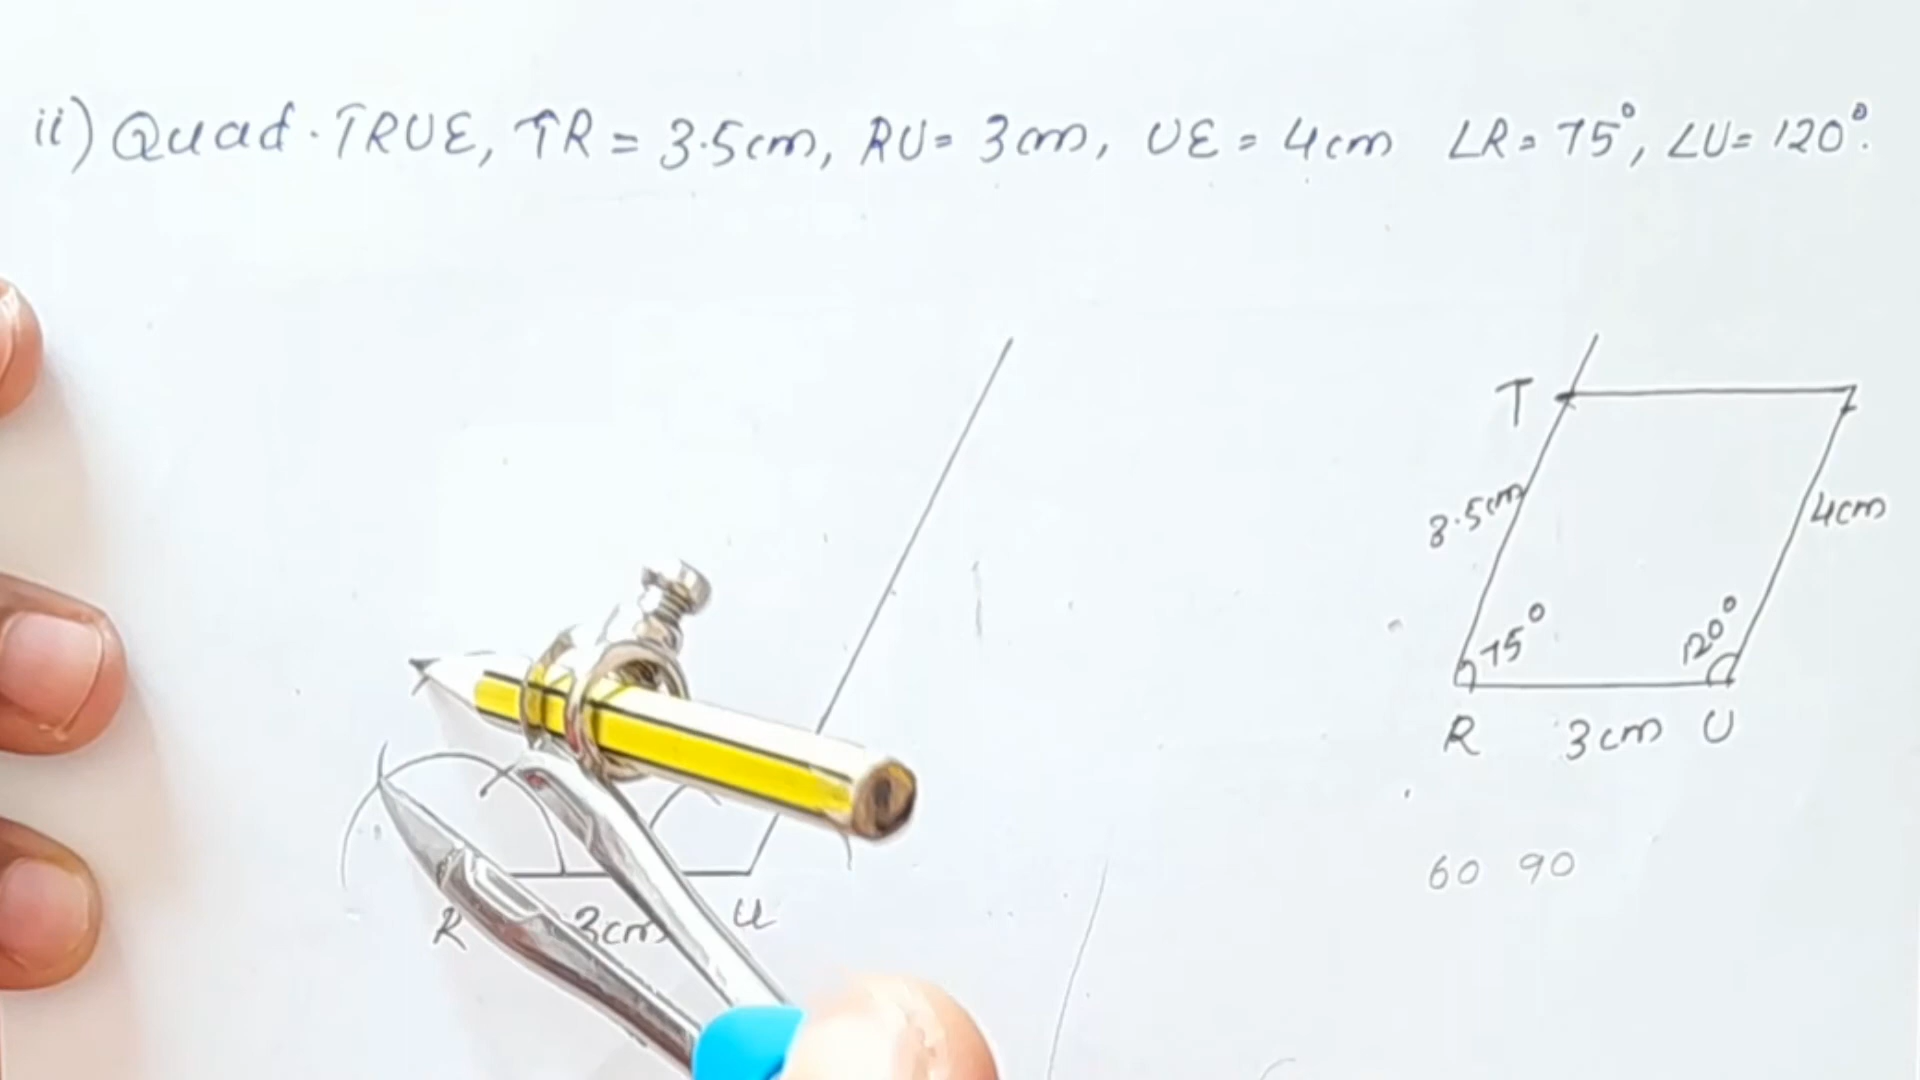 ii) Quad. TRUE, TR = 3.5cm, RU = 3cm, UE = 4cm ∠R = 75°, ∠U = 120°.
T
3.5cm
4cm
75°
120°
R 3cm U
60 90
R 3cm U